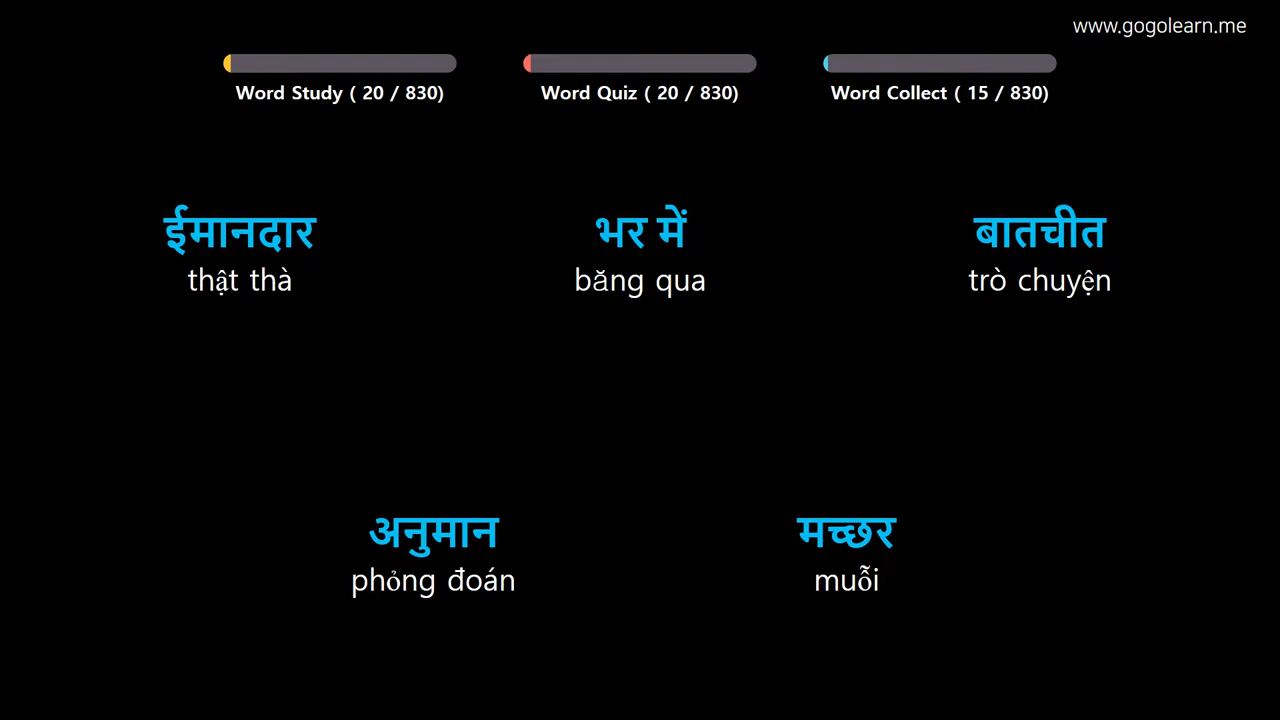 www.gogolearn.me
Word Study ( 20 / 830)
Word Quiz ( 20 / 830)
Word Collect ( 15 / 830)
ईमानदार
thật thà
भर में
băng qua
बातचीत
trò chuyện
अनुमान
phỏng đoán
मच्छर
muỗi